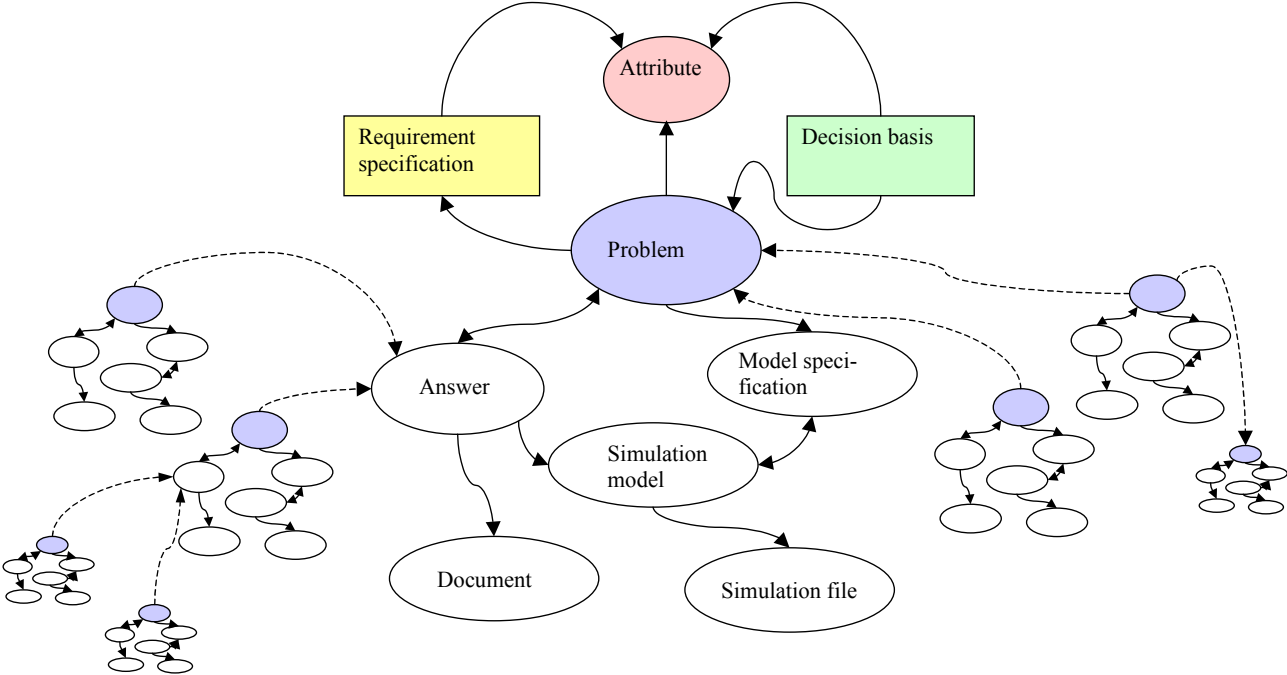 Attribute
Requirement
specification
Decision basis
Problem
Model speci-
fication
Answer
Simulation
model
Document
Simulation file